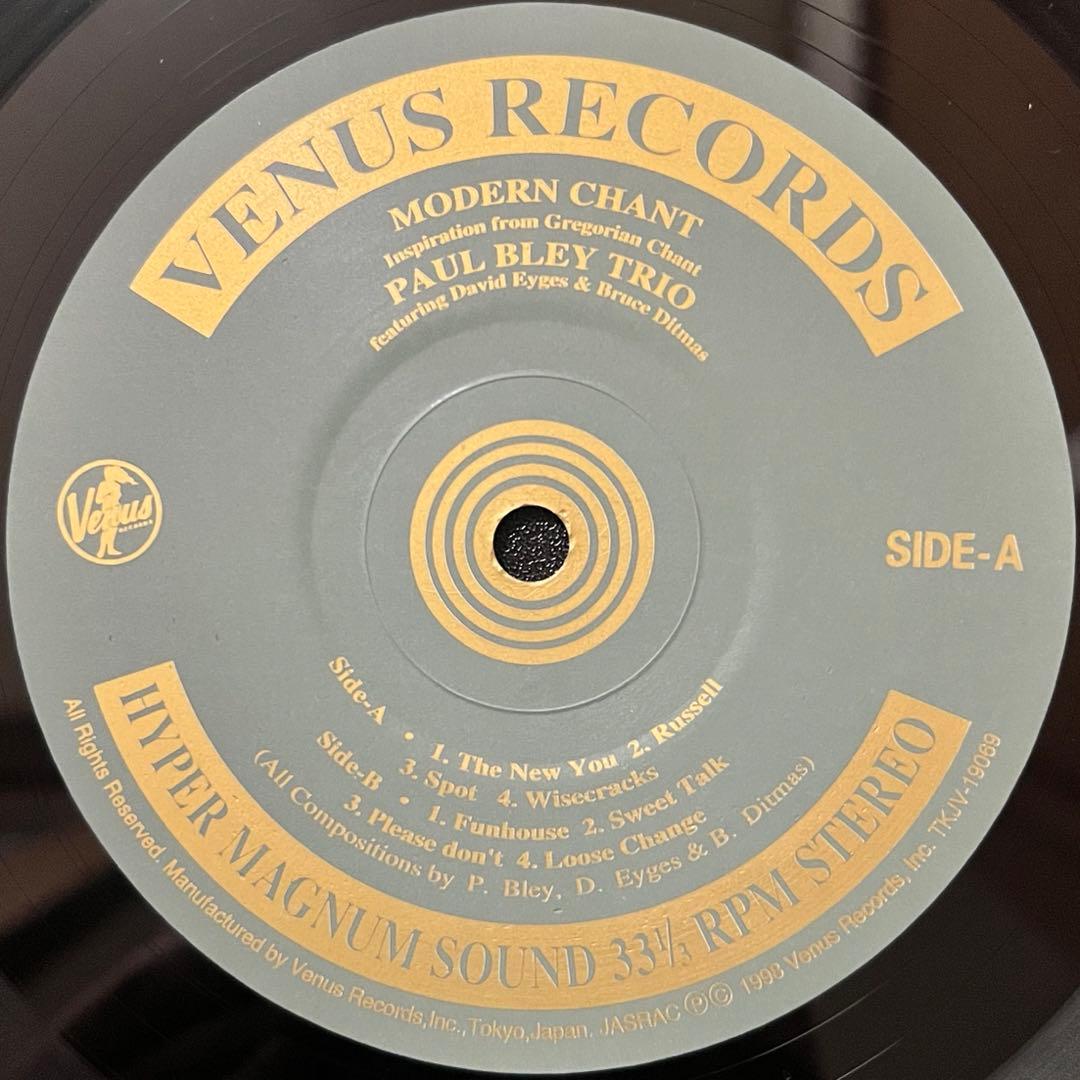 VENUS RECORDS
MODERN CHANT
Inspiration from Gregorian Chant
PAUL BLEY TRIO
featuring David Eyges & Bruce Ditmas
Venus
RECORDS
SIDE-A
Side-A • 1. The New You 2. Russell
3. Spot 4. Wisecracks
Side-B • 1. Funhouse 2. Sweet Talk
3. Please don't 4. Loose Change
(All Compositions by P. Bley, D. Eyges & B. Ditmas)
HYPER MAGNUM SOUND 33⅓ RPM STEREO
All Rights Reserved. Manufactured by Venus Records,Inc.,Tokyo,Japan. JASRAC Ⓟ© 1998 Venus Records, Inc. TKJV-19069